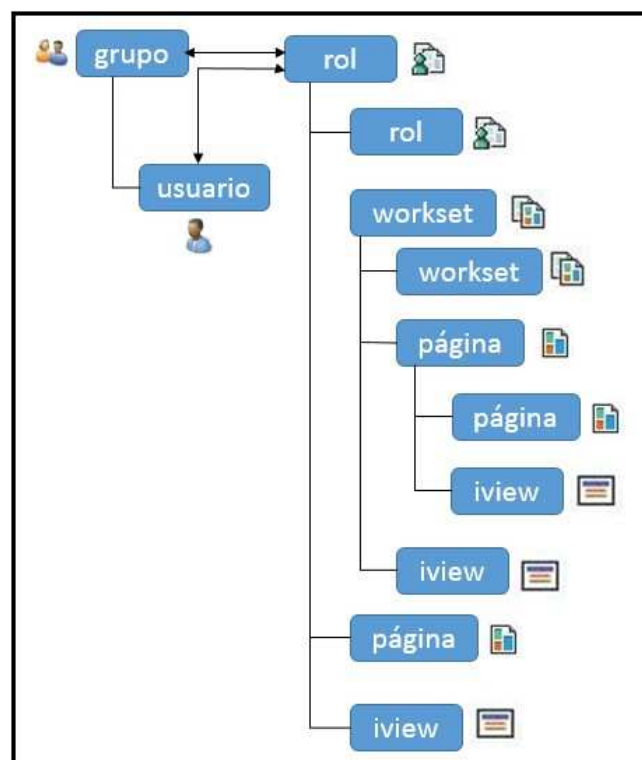 grupo
rol
rol
usuario
workset
workset
página
página
iview
iview
página
iview